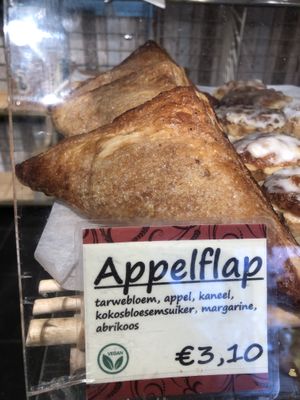 Appelflap
tarwebloem, appel, kaneel,
kokosbloesemsuiker, margarine,
abrikoos
VEGAN
€3,10